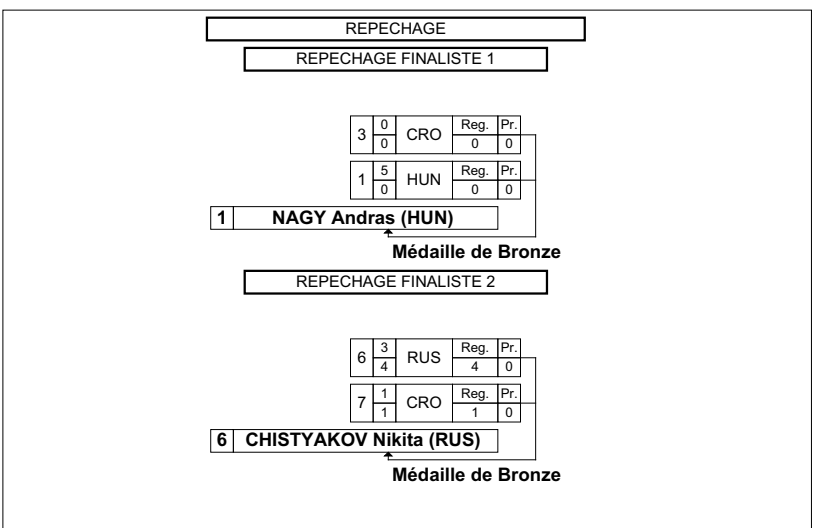 REPECHAGE
REPECHAGE FINALISTE 1
3 0 CRO Reg. Pr.
0 0 0
1 5 HUN Reg. Pr.
0 0 0
1 NAGY Andras (HUN)
Médaille de Bronze
REPECHAGE FINALISTE 2
6 3 RUS Reg. Pr.
4 4 0
7 1 CRO Reg. Pr.
1 1 0
6 CHISTYAKOV Nikita (RUS)
Médaille de Bronze